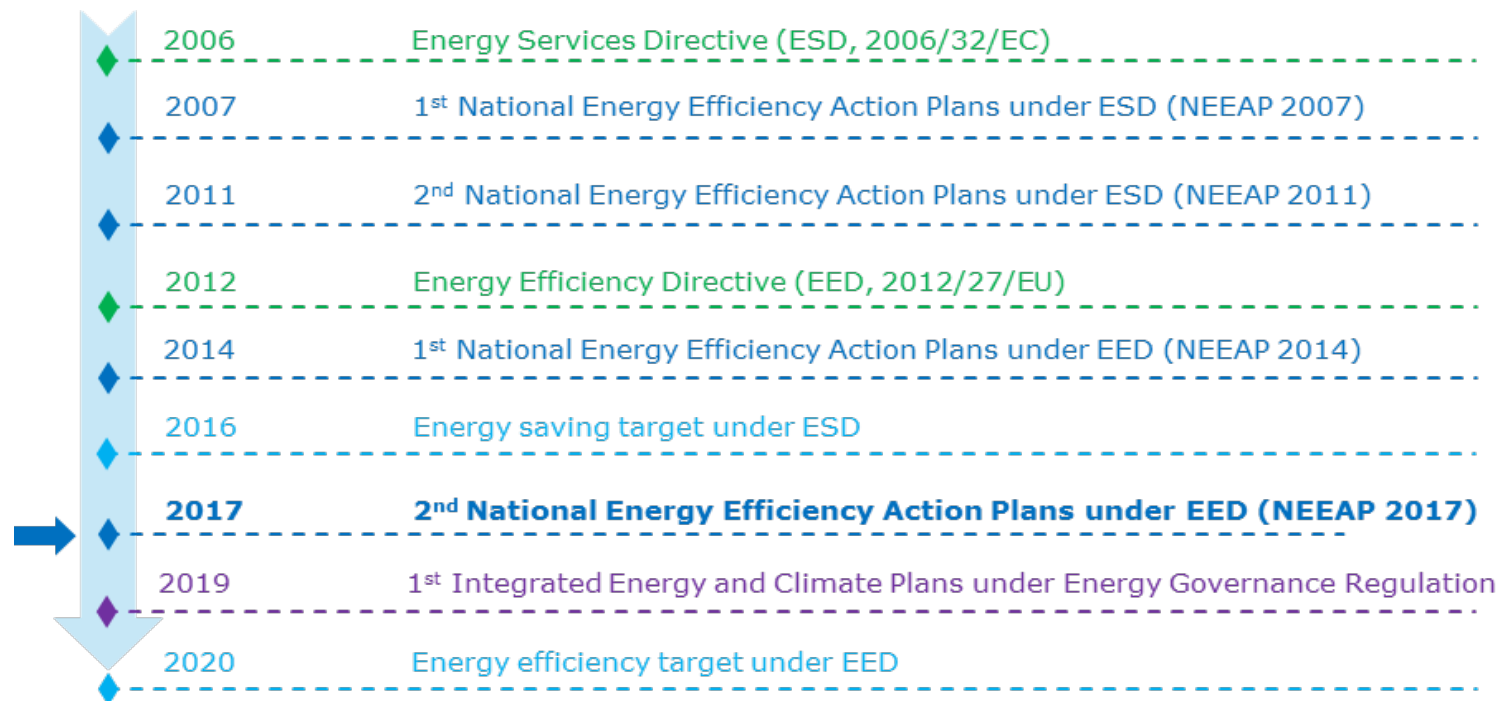 2006 Energy Services Directive (ESD, 2006/32/EC)
2007 1st National Energy Efficiency Action Plans under ESD (NEEAP 2007)
2011 2nd National Energy Efficiency Action Plans under ESD (NEEAP 2011)
2012 Energy Efficiency Directive (EED, 2012/27/EU)
2014 1st National Energy Efficiency Action Plans under EED (NEEAP 2014)
2016 Energy saving target under ESD
2017 2nd National Energy Efficiency Action Plans under EED (NEEAP 2017)
2019 1st Integrated Energy and Climate Plans under Energy Governance Regulation
2020 Energy efficiency target under EED